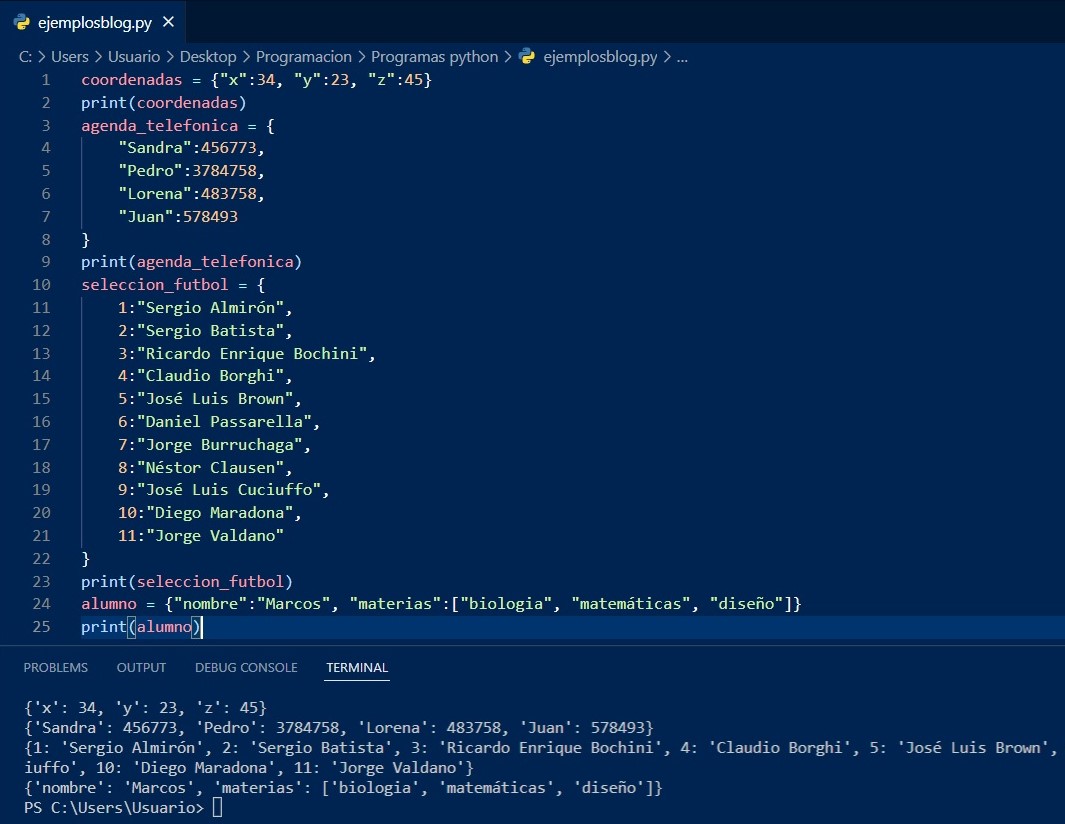 ejemplosblog.py
C: > Users > Usuario > Desktop > Programacion > Programas python > ejemplosblog.py > ...
1 coordenadas = {"x":34, "y":23, "z":45}
2 print(coordenadas)
3 agenda_telefonica = {
4 "Sandra":456773,
5 "Pedro":3784758,
6 "Lorena":483758,
7 "Juan":578493
8 }
9 print(agenda_telefonica)
10 seleccion_futbol = {
11 1:"Sergio Almirón",
12 2:"Sergio Batista",
13 3:"Ricardo Enrique Bochini",
14 4:"Claudio Borghi",
15 5:"José Luis Brown",
16 6:"Daniel Passarella",
17 7:"Jorge Burruchaga",
18 8:"Néstor Clausen",
19 9:"José Luis Cuciuffo",
20 10:"Diego Maradona",
21 11:"Jorge Valdano"
22 }
23 print(seleccion_futbol)
24 alumno = {"nombre":"Marcos", "materias":["biologia", "matemáticas", "diseño"]}
25 print(alumno)
PROBLEMS OUTPUT DEBUG CONSOLE TERMINAL
{'x': 34, 'y': 23, 'z': 45}
{'Sandra': 456773, 'Pedro': 3784758, 'Lorena': 483758, 'Juan': 578493}
{1: 'Sergio Almirón', 2: 'Sergio Batista', 3: 'Ricardo Enrique Bochini', 4: 'Claudio Borghi', 5: 'José Luis Brown',
iuffo', 10: 'Diego Maradona', 11: 'Jorge Valdano'}
{'nombre': 'Marcos', 'materias': ['biologia', 'matemáticas', 'diseño']}
PS C:\Users\Usuario>